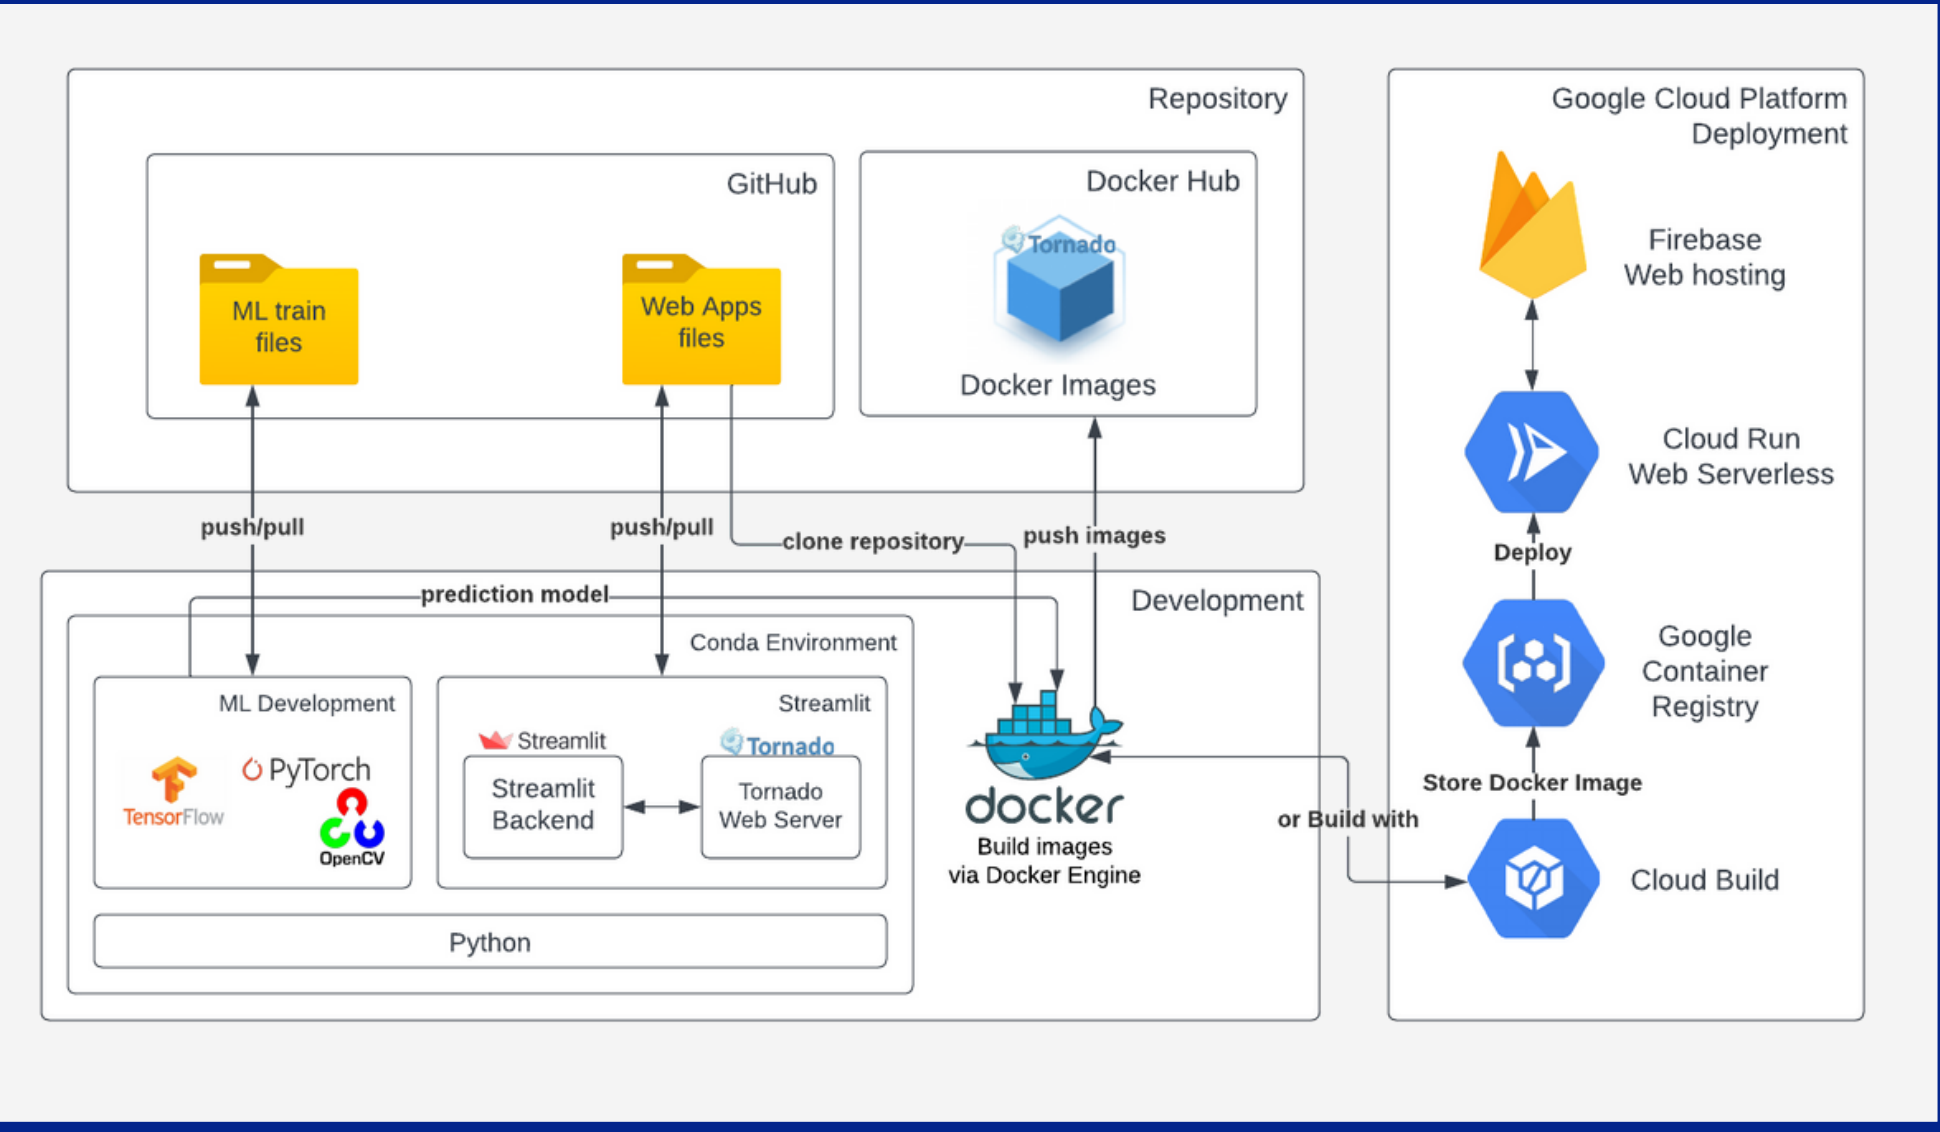 Repository
GitHub
ML train
files
Web Apps
files
Docker Hub
Tornado
Docker Images
push/pull
push/pull
clone repository
push images
prediction model
Development
Conda Environment
ML Development
TensorFlow
PyTorch
OpenCV
Streamlit
Streamlit
Streamlit
Backend
Tornado
Tornado
Web Server
Python
docker
Build images
via Docker Engine
or Build with
Google Cloud Platform
Deployment
Firebase
Web hosting
Cloud Run
Web Serverless
Deploy
Google
Container
Registry
Store Docker Image
Cloud Build